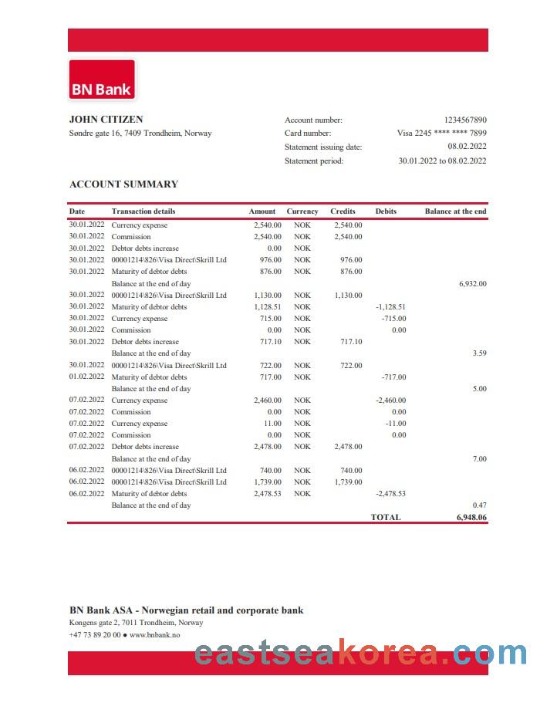 BN Bank
JOHN CITIZEN
Søndre gate 16, 7409 Trondheim, Norway
Account number: 1234567890
Card number: Visa 2245 **** **** 7899
Statement issuing date: 08.02.2022
Statement period: 30.01.2022 to 08.02.2022
ACCOUNT SUMMARY
Date Transaction details Amount Currency Credits Debits Balance at the end
30.01.2022 Currency expense 2,540.00 NOK 2,540.00
30.01.2022 Commission 2,540.00 NOK 2,540.00
30.01.2022 Debtor debts increase 0.00 NOK
30.01.2022 00001214\826\Visa Direct\Skrill Ltd 976.00 NOK 976.00
30.01.2022 Maturity of debtor debts 876.00 NOK 876.00
Balance at the end of day 6,932.00
30.01.2022 00001214\826\Visa Direct\Skrill Ltd 1,130.00 NOK 1,130.00
30.01.2022 Maturity of debtor debts 1,128.51 NOK -1,128.51
30.01.2022 Currency expense 715.00 NOK -715.00
30.01.2022 Commission 0.00 NOK 0.00
30.01.2022 Debtor debts increase 717.10 NOK 717.10
Balance at the end of day 3.59
30.01.2022 00001214\826\Visa Direct\Skrill Ltd 722.00 NOK 722.00
01.02.2022 Maturity of debtor debts 717.00 NOK -717.00
Balance at the end of day 5.00
07.02.2022 Currency expense 2,460.00 NOK -2,460.00
07.02.2022 Commission 0.00 NOK 0.00
07.02.2022 Currency expense 11.00 NOK -11.00
07.02.2022 Commission 0.00 NOK 0.00
07.02.2022 Debtor debts increase 2,478.00 NOK 2,478.00
Balance at the end of day 7.00
06.02.2022 00001214\826\Visa Direct\Skrill Ltd 740.00 NOK 740.00
06.02.2022 00001214\826\Visa Direct\Skrill Ltd 1,739.00 NOK 1,739.00
06.02.2022 Maturity of debtor debts 2,478.53 NOK -2,478.53
Balance at the end of day 0.47
TOTAL 6,948.06
BN Bank ASA - Norwegian retail and corporate bank
Kongens gate 2, 7011 Trondheim, Norway
+47 73 89 20 00 ● www.bnbank.no
eastseakorea.com